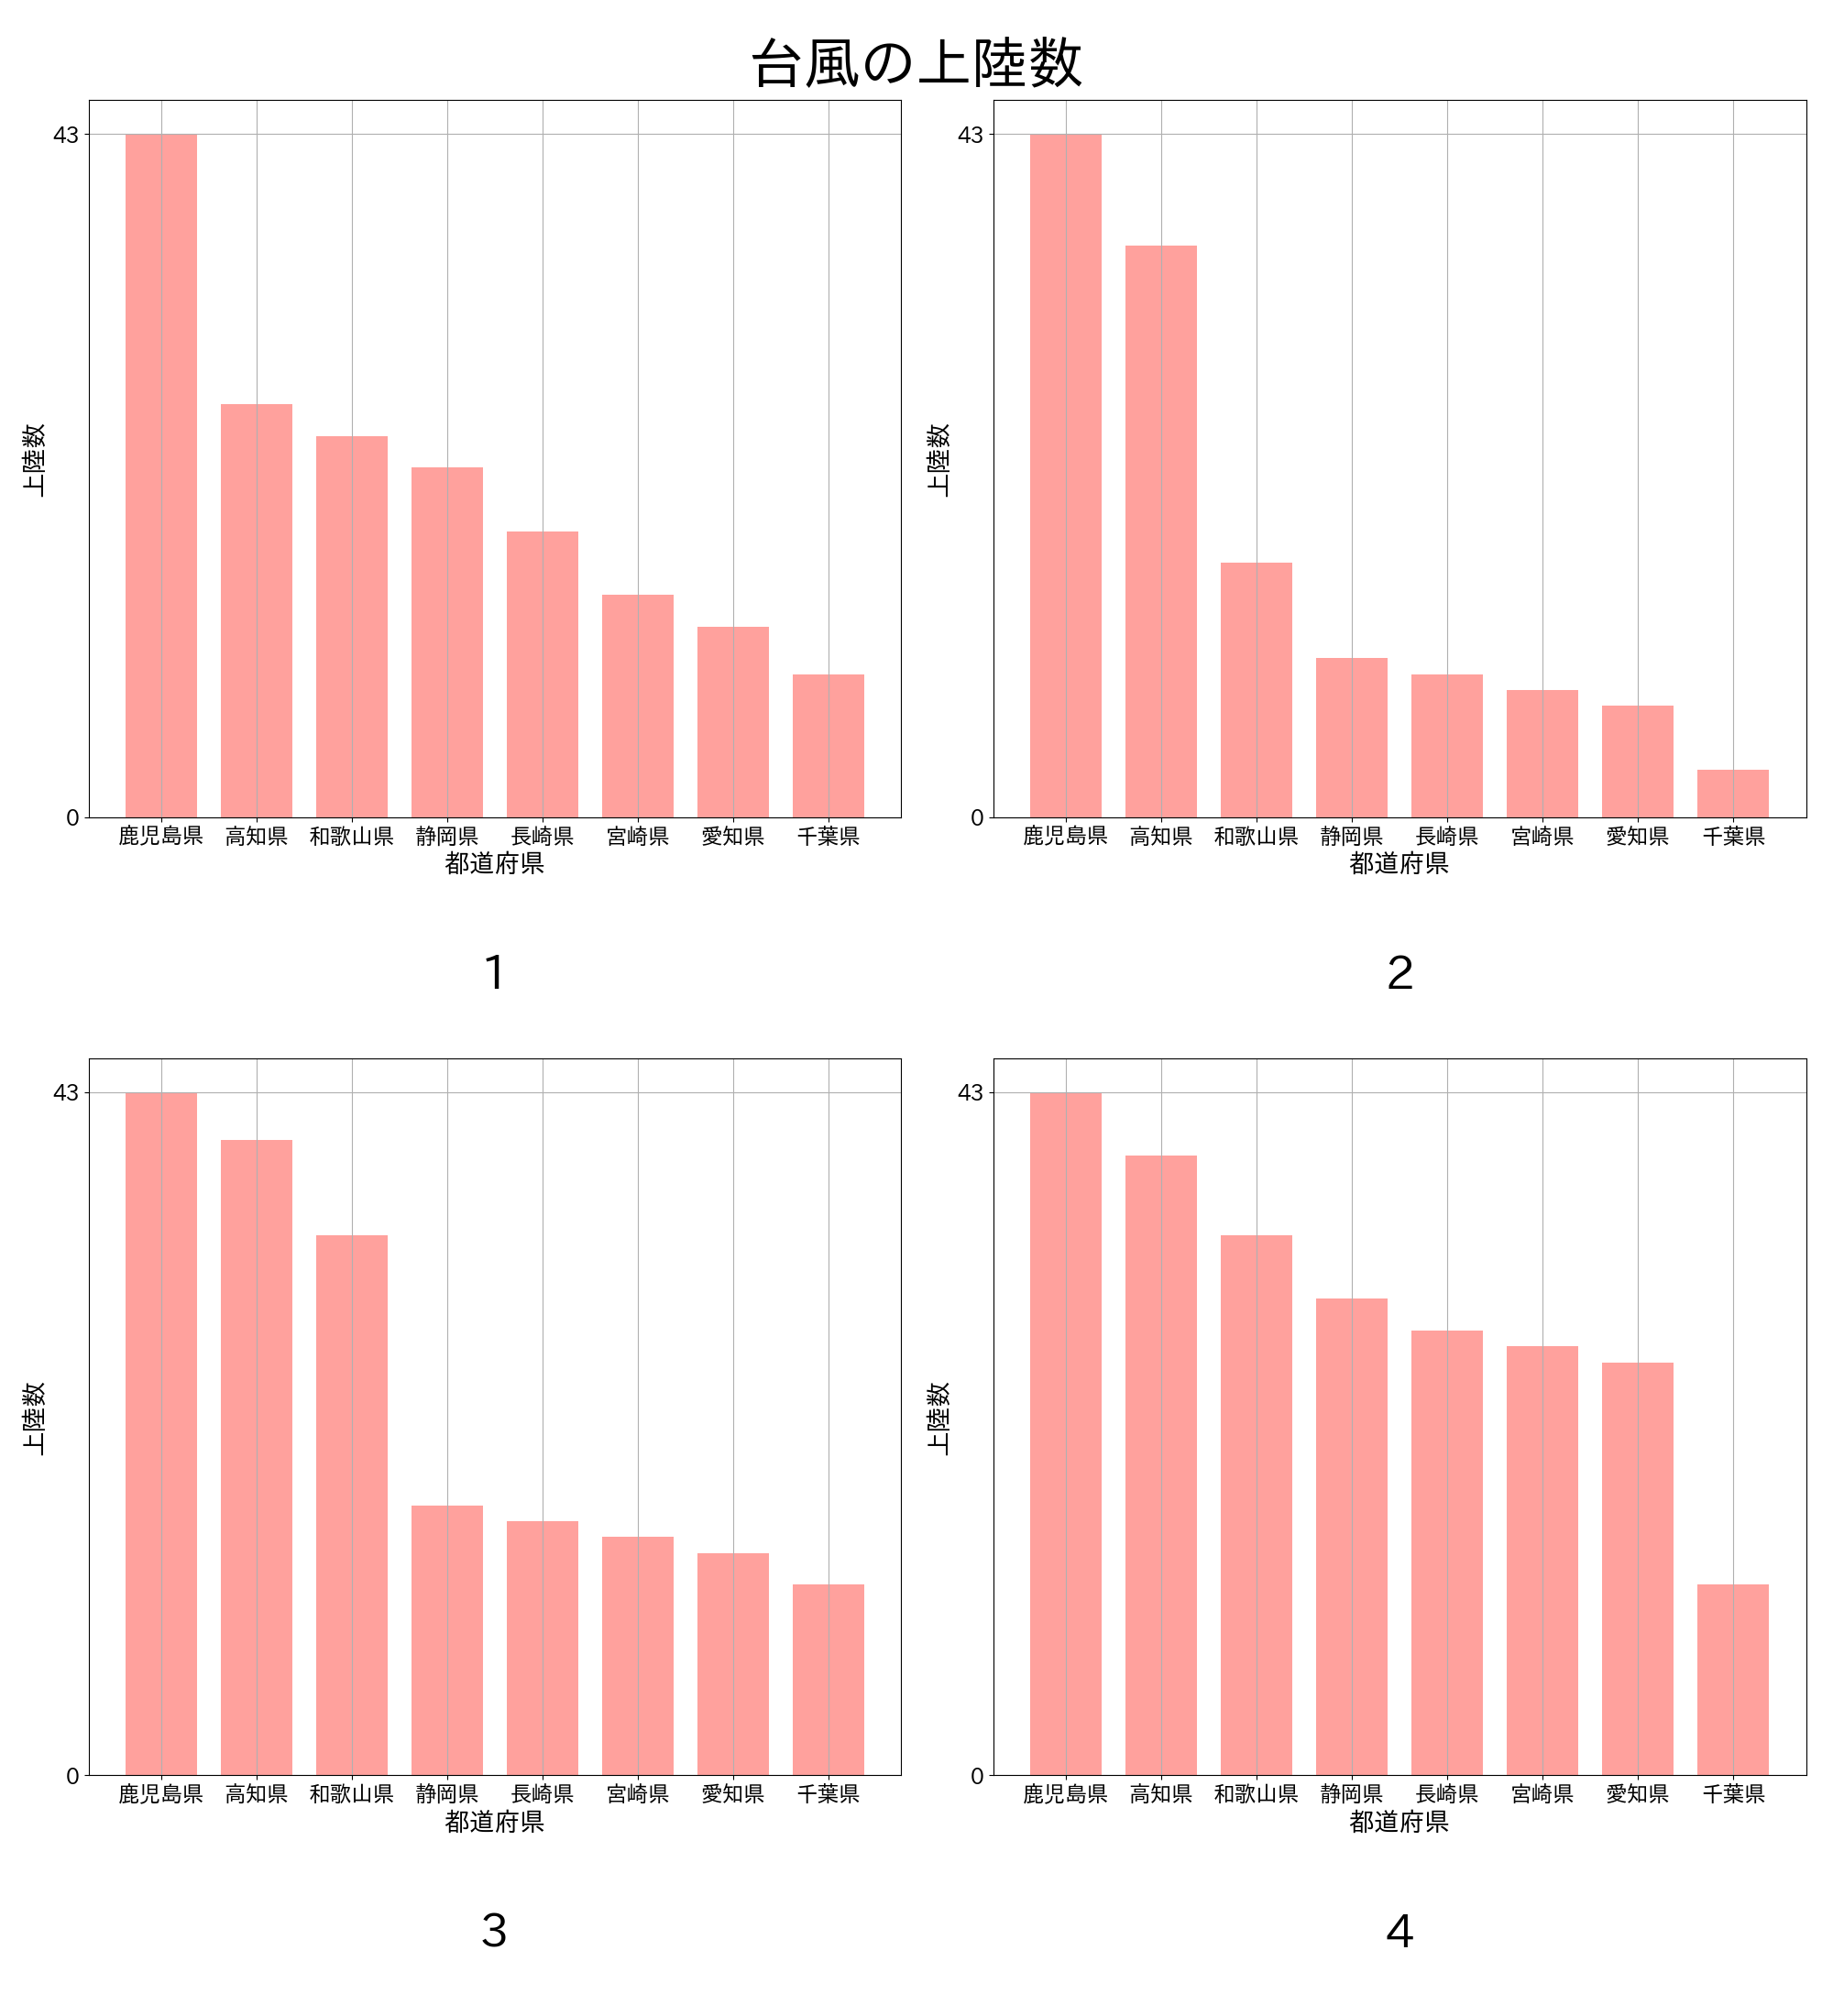 台風の上陸数
43
0
上陸数
鹿児島県 高知県 和歌山県 静岡県 長崎県 宮崎県 愛知県 千葉県
都道府県
1
43
0
上陸数
鹿児島県 高知県 和歌山県 静岡県 長崎県 宮崎県 愛知県 千葉県
都道府県
2
43
0
上陸数
鹿児島県 高知県 和歌山県 静岡県 長崎県 宮崎県 愛知県 千葉県
都道府県
3
43
0
上陸数
鹿児島県 高知県 和歌山県 静岡県 長崎県 宮崎県 愛知県 千葉県
都道府県
4